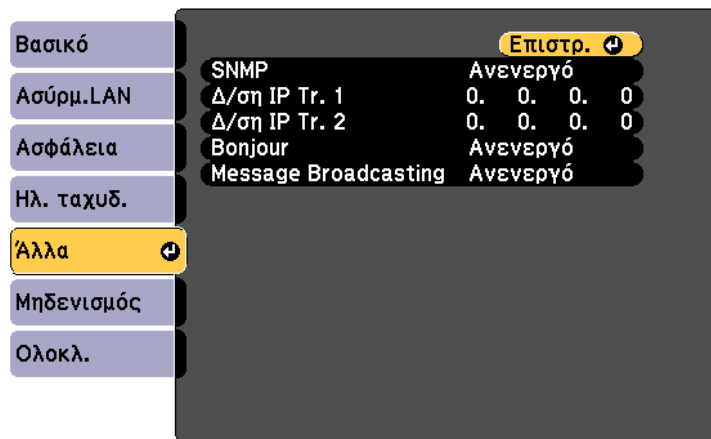 Βασικό
Ασύρμ.LAN
Ασφάλεια
Ηλ. ταχυδ.
Άλλα
Μηδενισμός
Ολοκλ.
Επιστρ.
SNMP Ανενεργό
Δ/ση IP Tr. 1 0. 0. 0. 0
Δ/ση IP Tr. 2 0. 0. 0. 0
Bonjour Ανενεργό
Message Broadcasting Ανενεργό